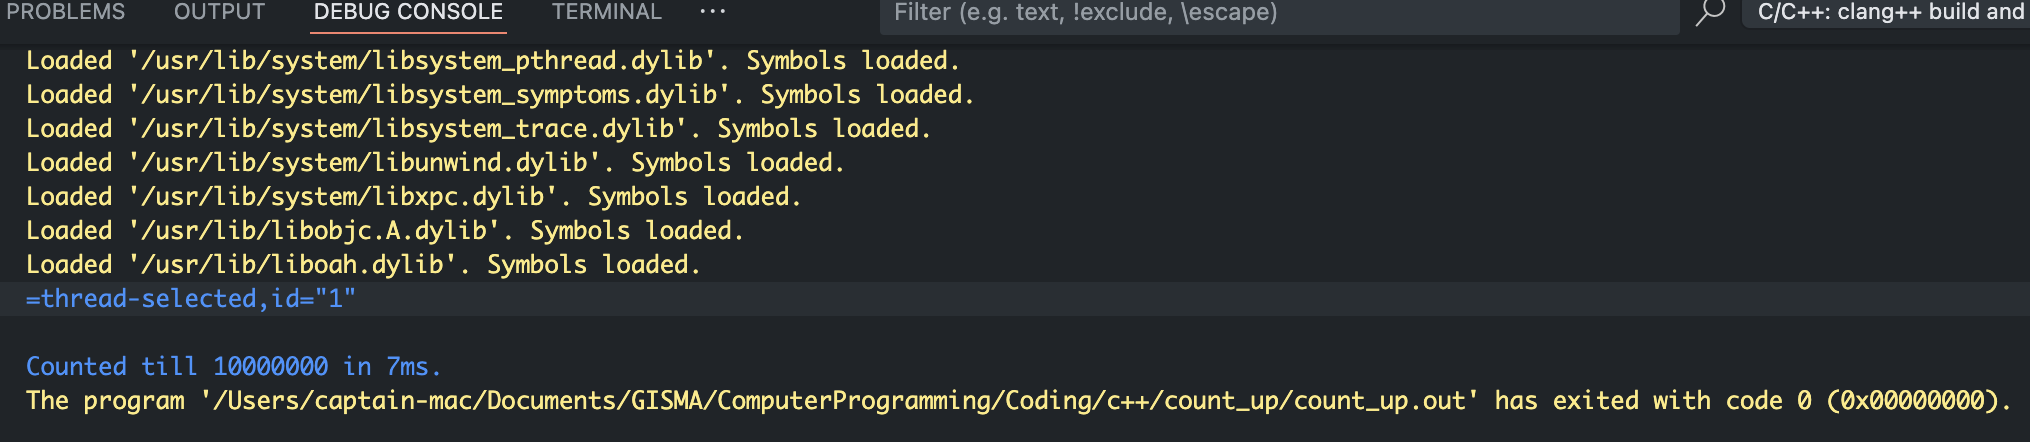 PROBLEMS OUTPUT DEBUG CONSOLE TERMINAL ··· Filter (e.g. text, !exclude, \escape) C/C++: clang++ build and
Loaded '/usr/lib/system/libsystem_pthread.dylib'. Symbols loaded.
Loaded '/usr/lib/system/libsystem_symptoms.dylib'. Symbols loaded.
Loaded '/usr/lib/system/libsystem_trace.dylib'. Symbols loaded.
Loaded '/usr/lib/system/libunwind.dylib'. Symbols loaded.
Loaded '/usr/lib/system/libxpc.dylib'. Symbols loaded.
Loaded '/usr/lib/libobjc.A.dylib'. Symbols loaded.
Loaded '/usr/lib/liboah.dylib'. Symbols loaded.
=thread-selected,id="1"
Counted till 10000000 in 7ms.
The program '/Users/captain-mac/Documents/GISMA/ComputerProgramming/Coding/c++/count_up/count_up.out' has exited with code 0 (0x00000000).